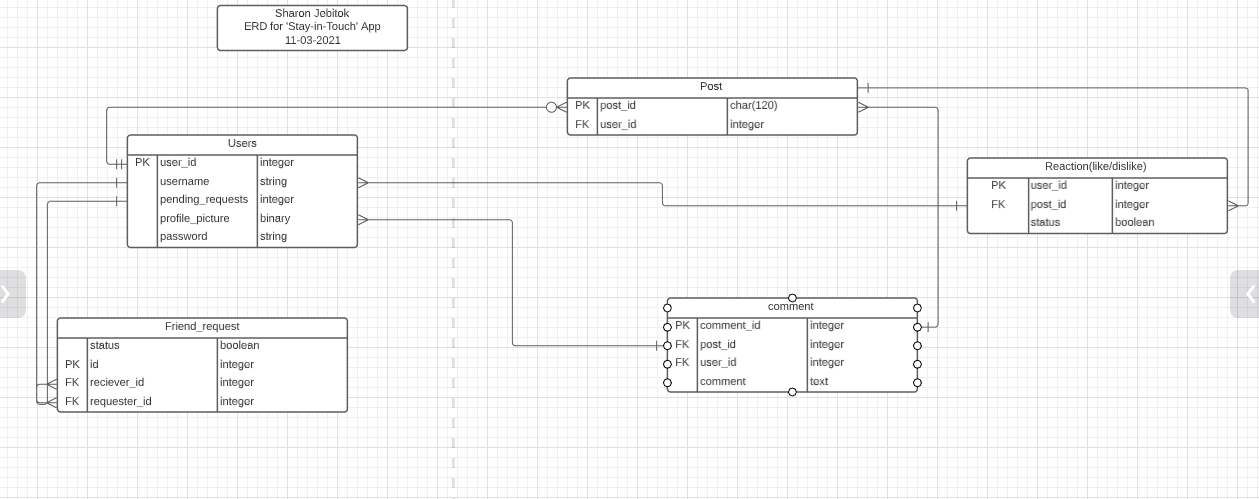 Sharon Jebitok
ERD for 'Stay-in-Touch' App
11-03-2021
Post
PK post_id char(120)
FK user_id integer
Users
PK user_id integer
username string
pending_requests integer
profile_picture binary
password string
Reaction(like/dislike)
PK user_id integer
FK post_id integer
status boolean
comment
PK comment_id integer
FK post_id integer
FK user_id integer
comment text
Friend_request
status boolean
PK id integer
FK reciever_id integer
FK requester_id integer